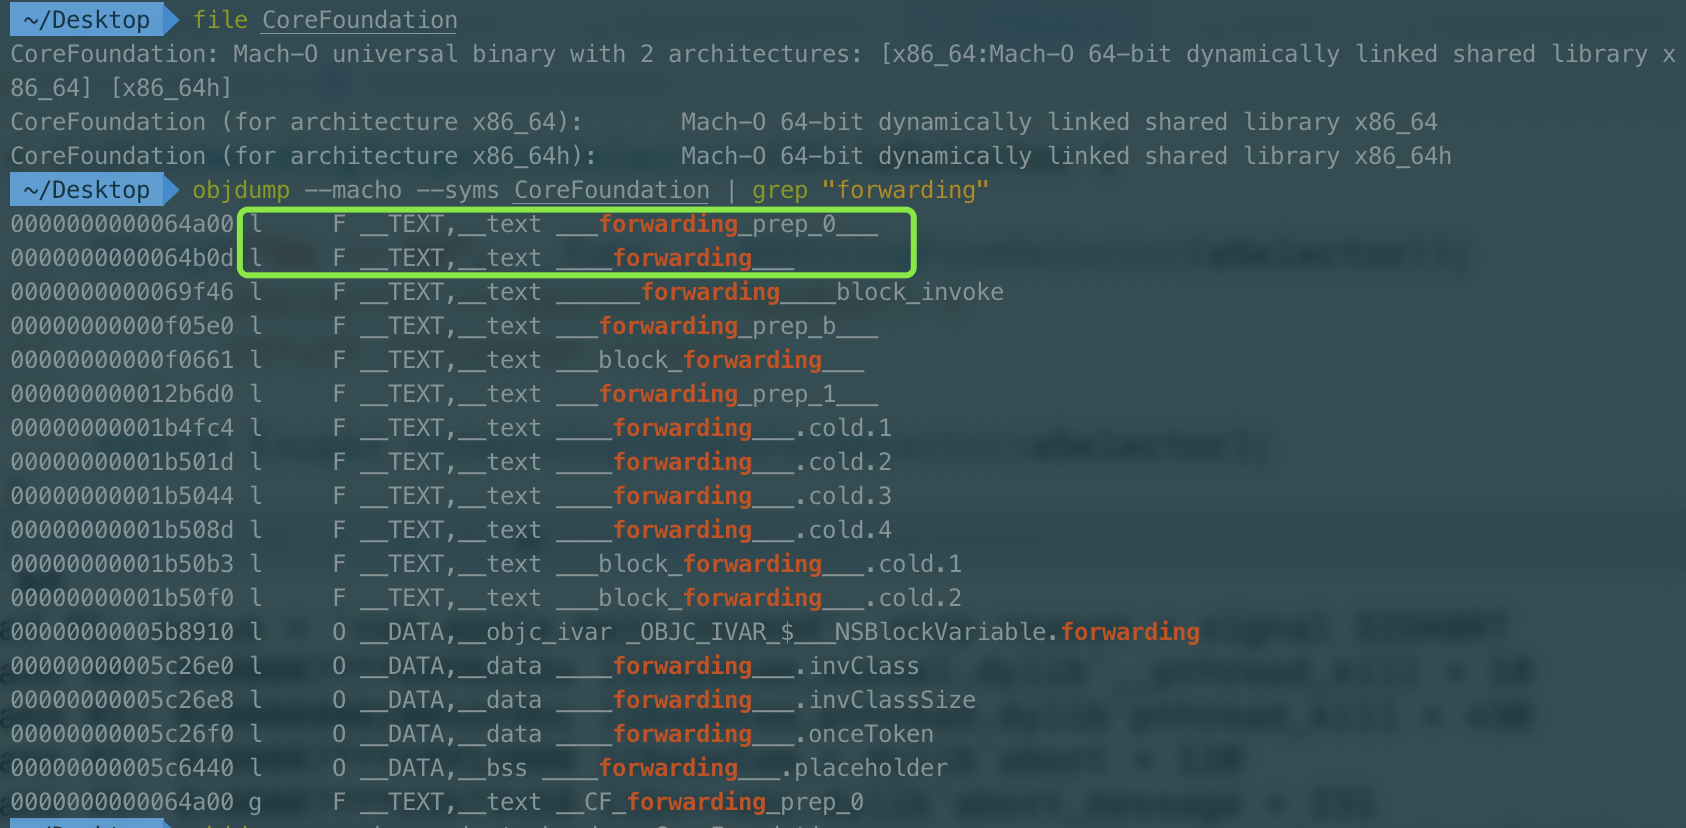 ~/Desktop file CoreFoundation
CoreFoundation: Mach-O universal binary with 2 architectures: [x86_64:Mach-O 64-bit dynamically linked shared library x
86_64] [x86_64h]
CoreFoundation (for architecture x86_64):       Mach-O 64-bit dynamically linked shared library x86_64
CoreFoundation (for architecture x86_64h):      Mach-O 64-bit dynamically linked shared library x86_64h
~/Desktop objdump --macho --syms CoreFoundation | grep "forwarding"
0000000000064a00 l     F __TEXT,__text ___forwarding_prep_0___
0000000000064b0d l     F __TEXT,__text ____forwarding___
0000000000069f46 l     F __TEXT,__text ______forwarding____block_invoke
00000000000f05e0 l     F __TEXT,__text ___forwarding_prep_b___
00000000000f0661 l     F __TEXT,__text ___block_forwarding___
000000000012b6d0 l     F __TEXT,__text ___forwarding_prep_1___
00000000001b4fc4 l     F __TEXT,__text ____forwarding___.cold.1
00000000001b501d l     F __TEXT,__text ____forwarding___.cold.2
00000000001b5044 l     F __TEXT,__text ____forwarding___.cold.3
00000000001b508d l     F __TEXT,__text ____forwarding___.cold.4
00000000001b50b3 l     F __TEXT,__text ___block_forwarding___.cold.1
00000000001b50f0 l     F __TEXT,__text ___block_forwarding___.cold.2
00000000005b8910 l     O __DATA,__objc_ivar _OBJC_IVAR_$___NSBlockVariable.forwarding
00000000005c26e0 l     O __DATA,__data ____forwarding___.invClass
00000000005c26e8 l     O __DATA,__data ____forwarding___.invClassSize
00000000005c26f0 l     O __DATA,__data ____forwarding___.onceToken
00000000005c6440 l     O __DATA,__bss ____forwarding___.placeholder
0000000000064a00 g     F __TEXT,__text __CF_forwarding_prep_0